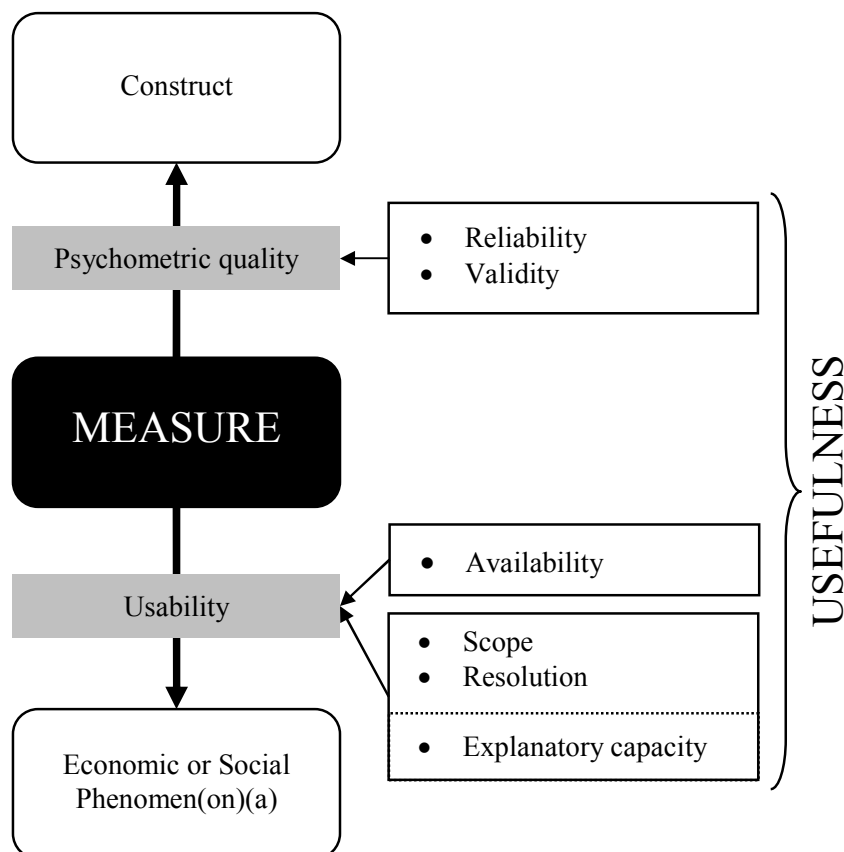 Construct
Psychometric quality
• Reliability
• Validity
MEASURE
Usability
• Availability
• Scope
• Resolution
• Explanatory capacity
Economic or Social
Phenomen(on)(a)
USEFULNESS